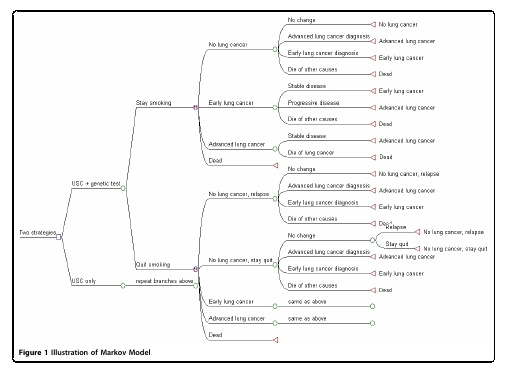 No change
No lung cancer
Advanced lung cancer diagnosis
Advanced lung cancer
No lung cancer
Early lung cancer diagnosis
Early lung cancer
Die of other causes
Dead
Stable disease
Early lung cancer
Stay smoking
Early lung cancer
Progressive disease
Advanced lung cancer
Die of other causes
Dead
Stable disease
Advanced lung cancer
Advanced lung cancer
Die of lung cancer
Dead
Dead
No change
No lung cancer, relapse
USC + genetic test
Advanced lung cancer diagnosis
Advanced lung cancer
No lung cancer, relapse
Early lung cancer diagnosis
Early lung cancer
Die of other causes
Dead
Relapse
No lung cancer, relapse
Two strategies
No change
Stay quit
No lung cancer, stay quit
Advanced lung cancer diagnosis
Advanced lung cancer
Quit smoking
No lung cancer, stay quit
Early lung cancer diagnosis
Early lung cancer
USC only
repeat branches above
Die of other causes
Dead
Early lung cancer
same as above
Advanced lung cancer
same as above
Dead
Figure 1 Illustration of Markov Model